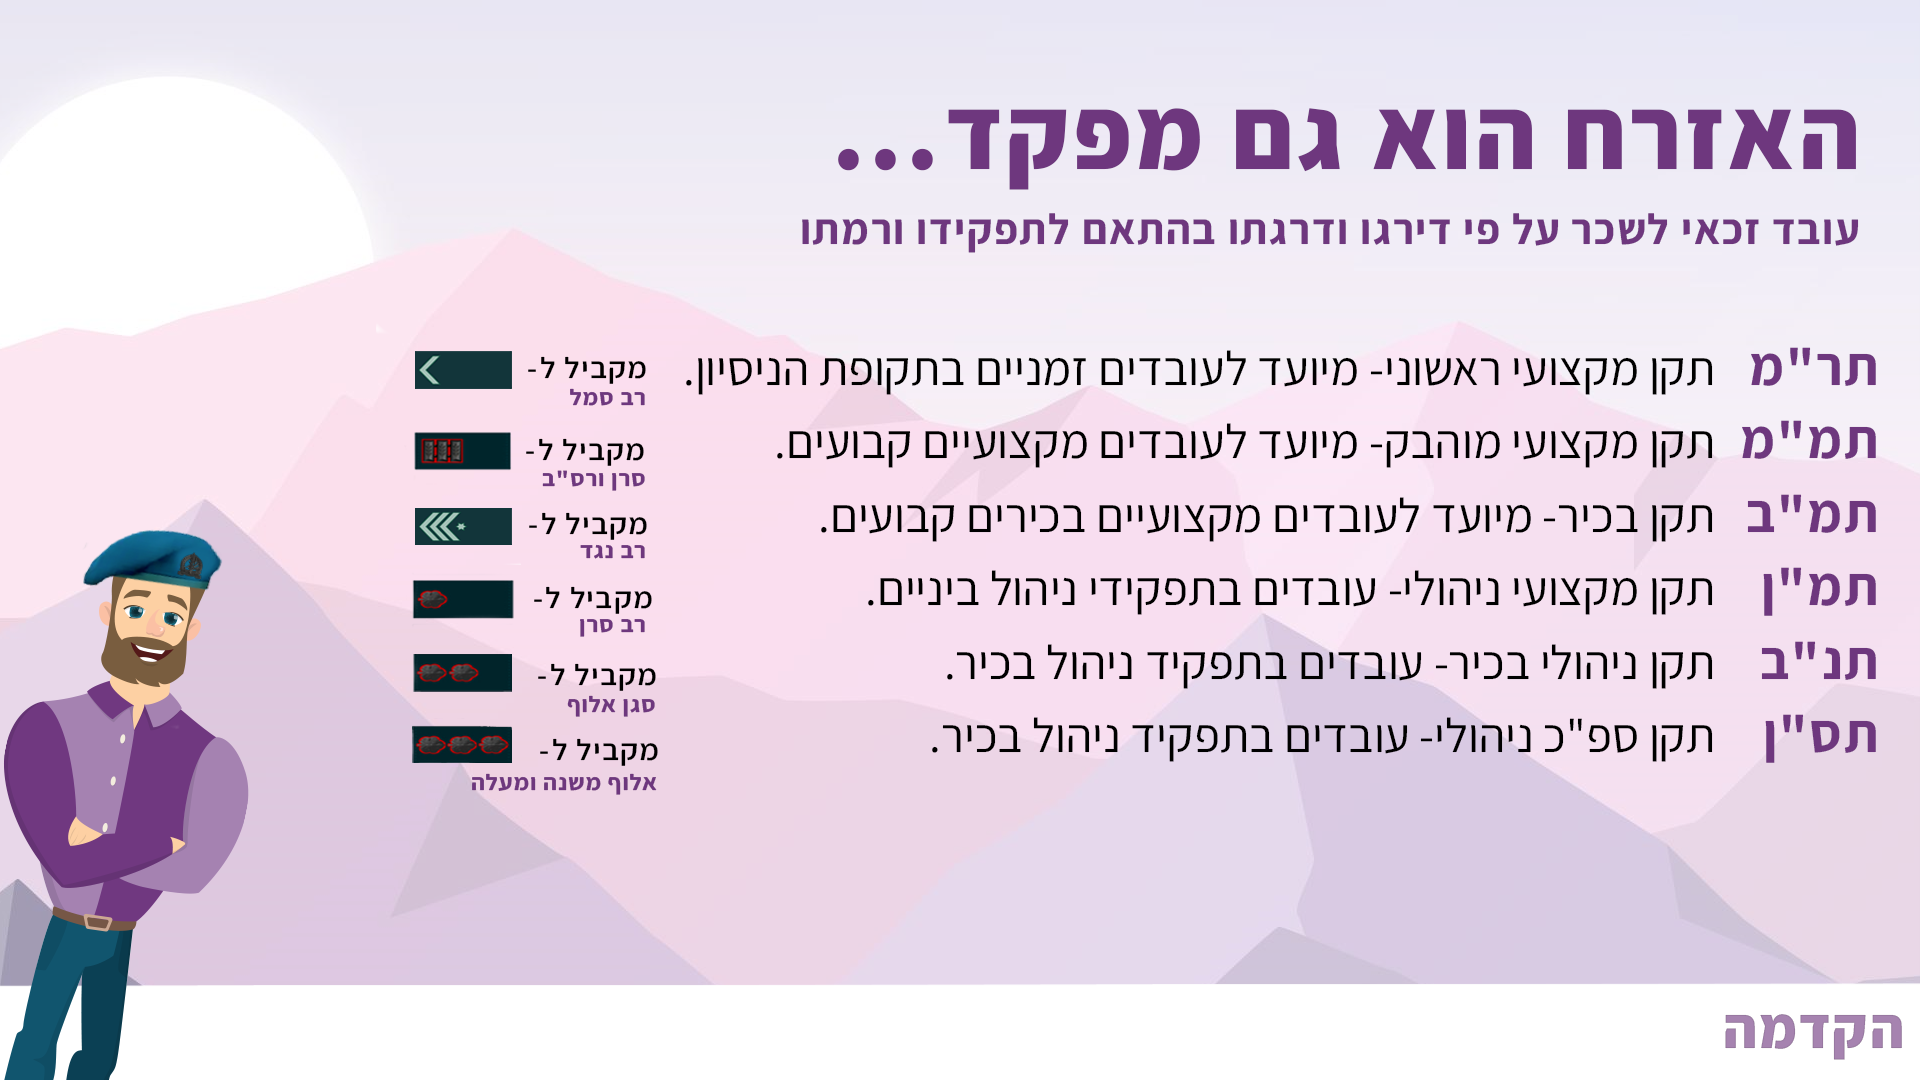 האזרח הוא גם מפקד...
עובד זכאי לשכר על פי דירגו ודרגתו בהתאם לתפקידו ורמתו
תר"מ תקן מקצועי ראשוני- מיועד לעובדים זמניים בתקופת הניסיון. מקביל ל-
רב סמל
תמ"מ תקן מקצועי מוהבק- מיועד לעובדים מקצועיים קבועים. מקביל ל-
סרן ורס"ב
תמ"ב תקן בכיר- מיועד לעובדים מקצועיים בכירים קבועים. מקביל ל-
רב נגד
תמ"ן תקן מקצועי ניהולי- עובדים בתפקידי ניהול ביניים. מקביל ל-
רב סרן
תנ"ב תקן ניהולי בכיר- עובדים בתפקיד ניהול בכיר. מקביל ל-
סגן אלוף
תס"ן תקן ספ"כ ניהולי- עובדים בתפקיד ניהול בכיר. מקביל ל-
אלוף משנה ומעלה
הקדמה